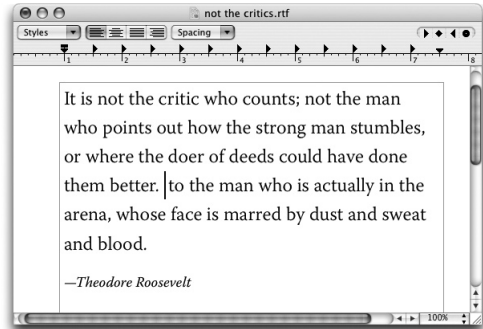 not the critics.rtf
Styles Spacing
1 2 3 4 5 6 7 8
It is not the critic who counts; not the man
who points out how the strong man stumbles,
or where the doer of deeds could have done
them better. to the man who is actually in the
arena, whose face is marred by dust and sweat
and blood.
—Theodore Roosevelt
100%